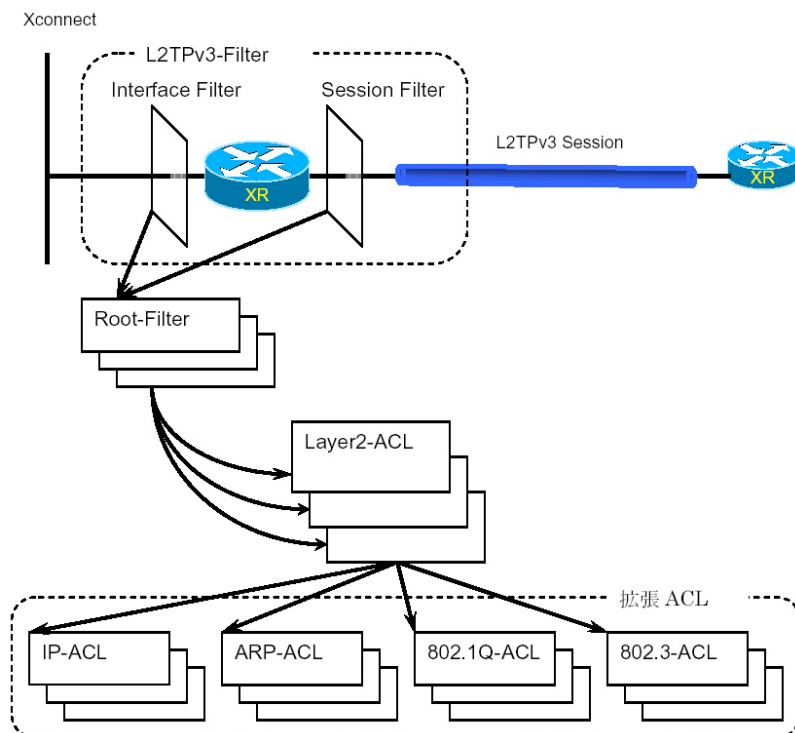 Xconnect
L2TPv3-Filter
Interface Filter
Session Filter
L2TPv3 Session
XR
XR
Root-Filter
Layer2-ACL
拡張 ACL
IP-ACL
ARP-ACL
802.1Q-ACL
802.3-ACL